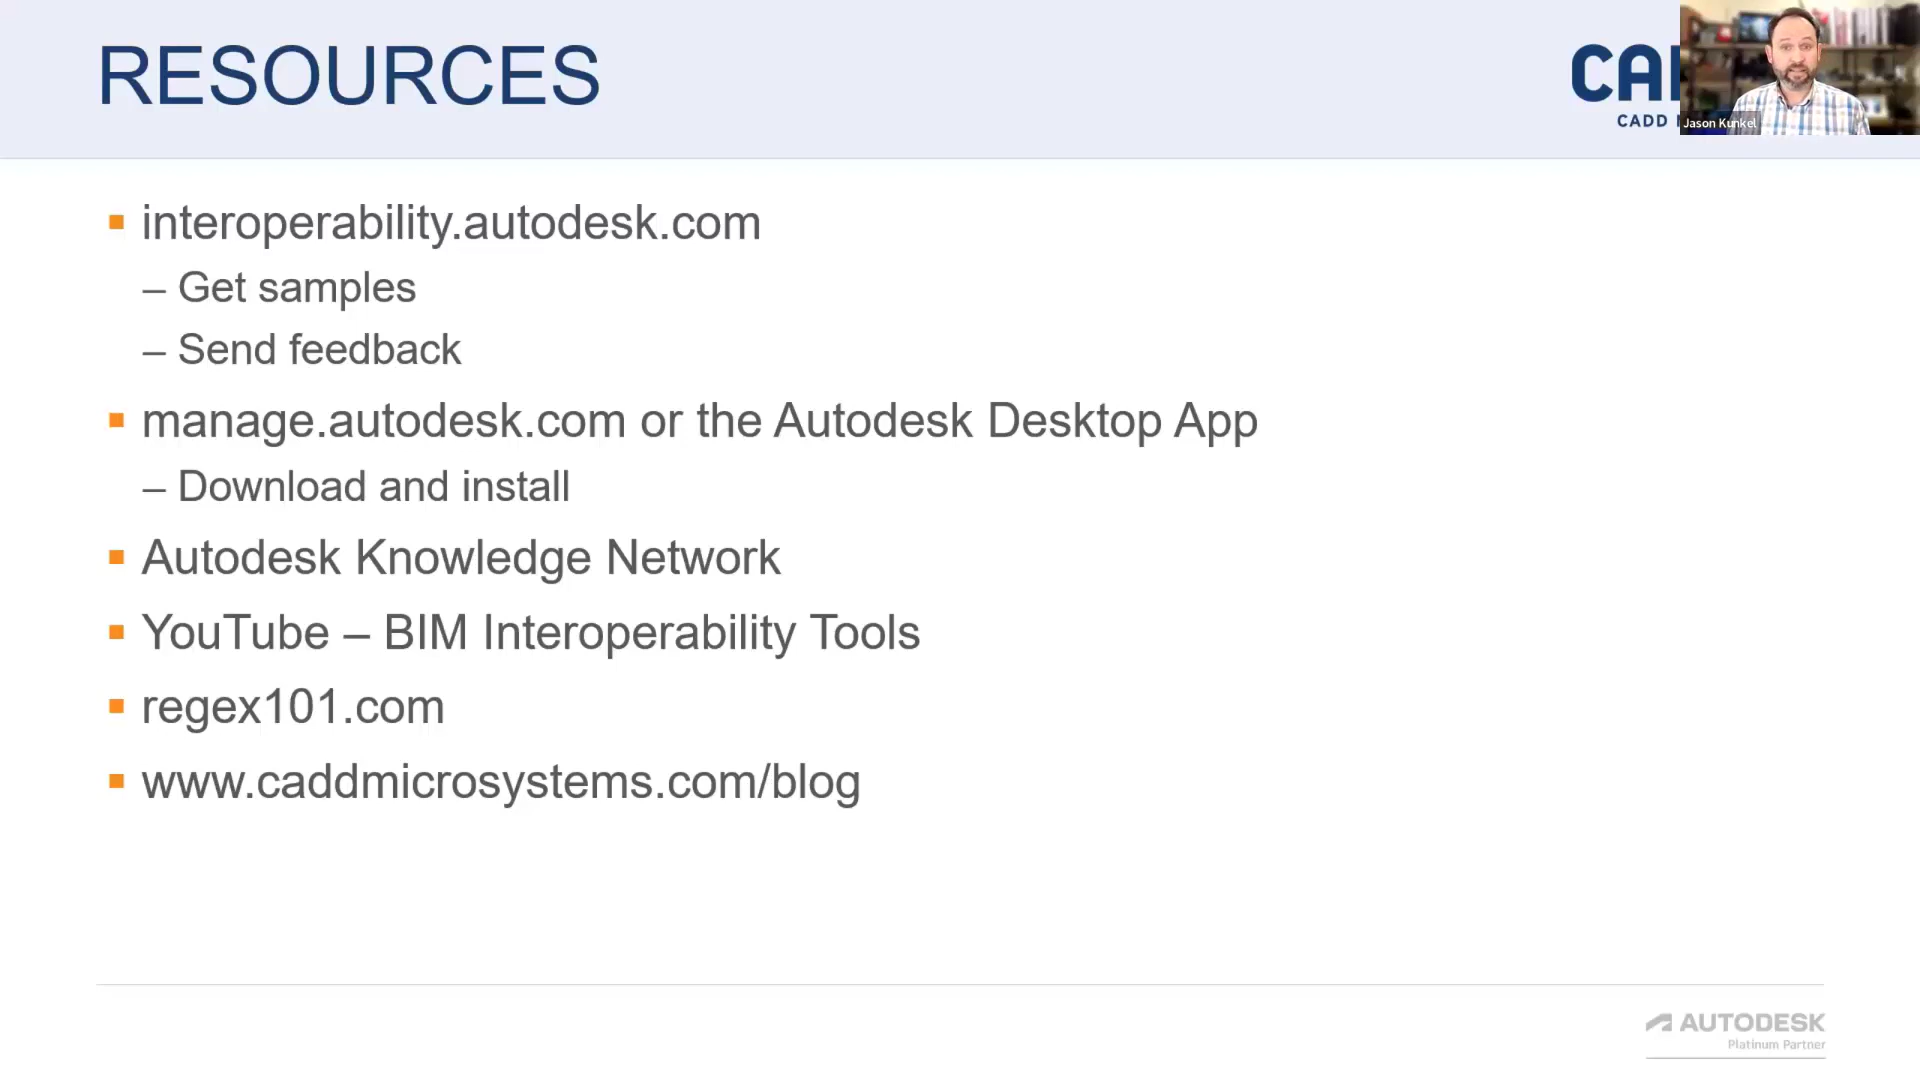 RESOURCES
CAD
CADD
Jason Kunkel
▪ interoperability.autodesk.com
– Get samples
– Send feedback
▪ manage.autodesk.com or the Autodesk Desktop App
– Download and install
▪ Autodesk Knowledge Network
▪ YouTube – BIM Interoperability Tools
▪ regex101.com
▪ www.caddmicrosystems.com/blog
AUTODESK
Platinum Partner